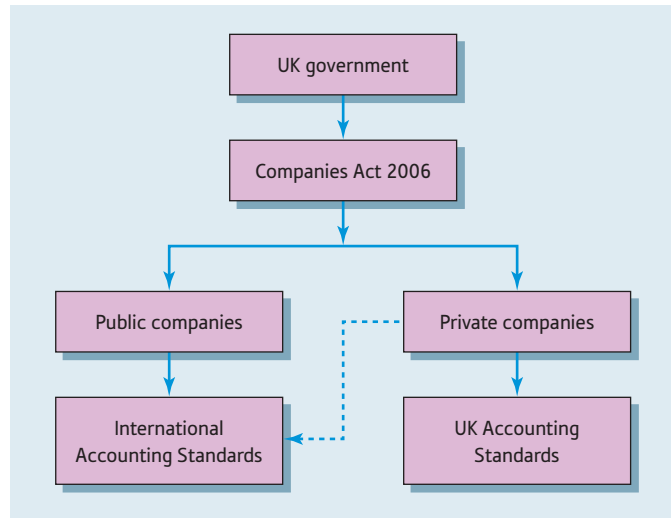 UK government
Companies Act 2006
Public companies
Private companies
International
Accounting Standards
UK Accounting
Standards